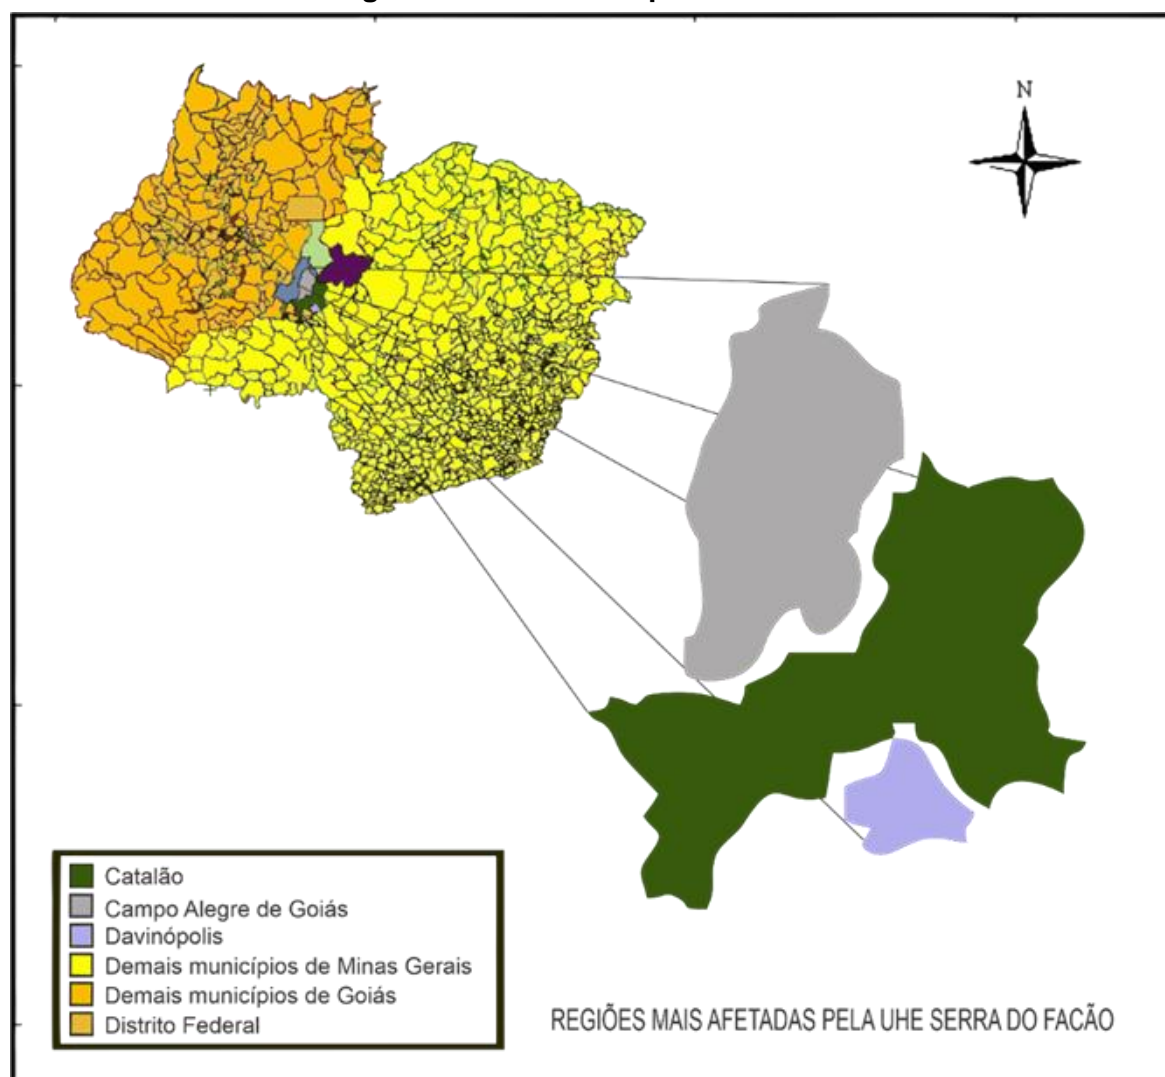 N
Catalão
Campo Alegre de Goiás
Davinópolis
Demais municípios de Minas Gerais
Demais municípios de Goiás
Distrito Federal
REGIÕES MAIS AFETADAS PELA UHE SERRA DO FACÃO